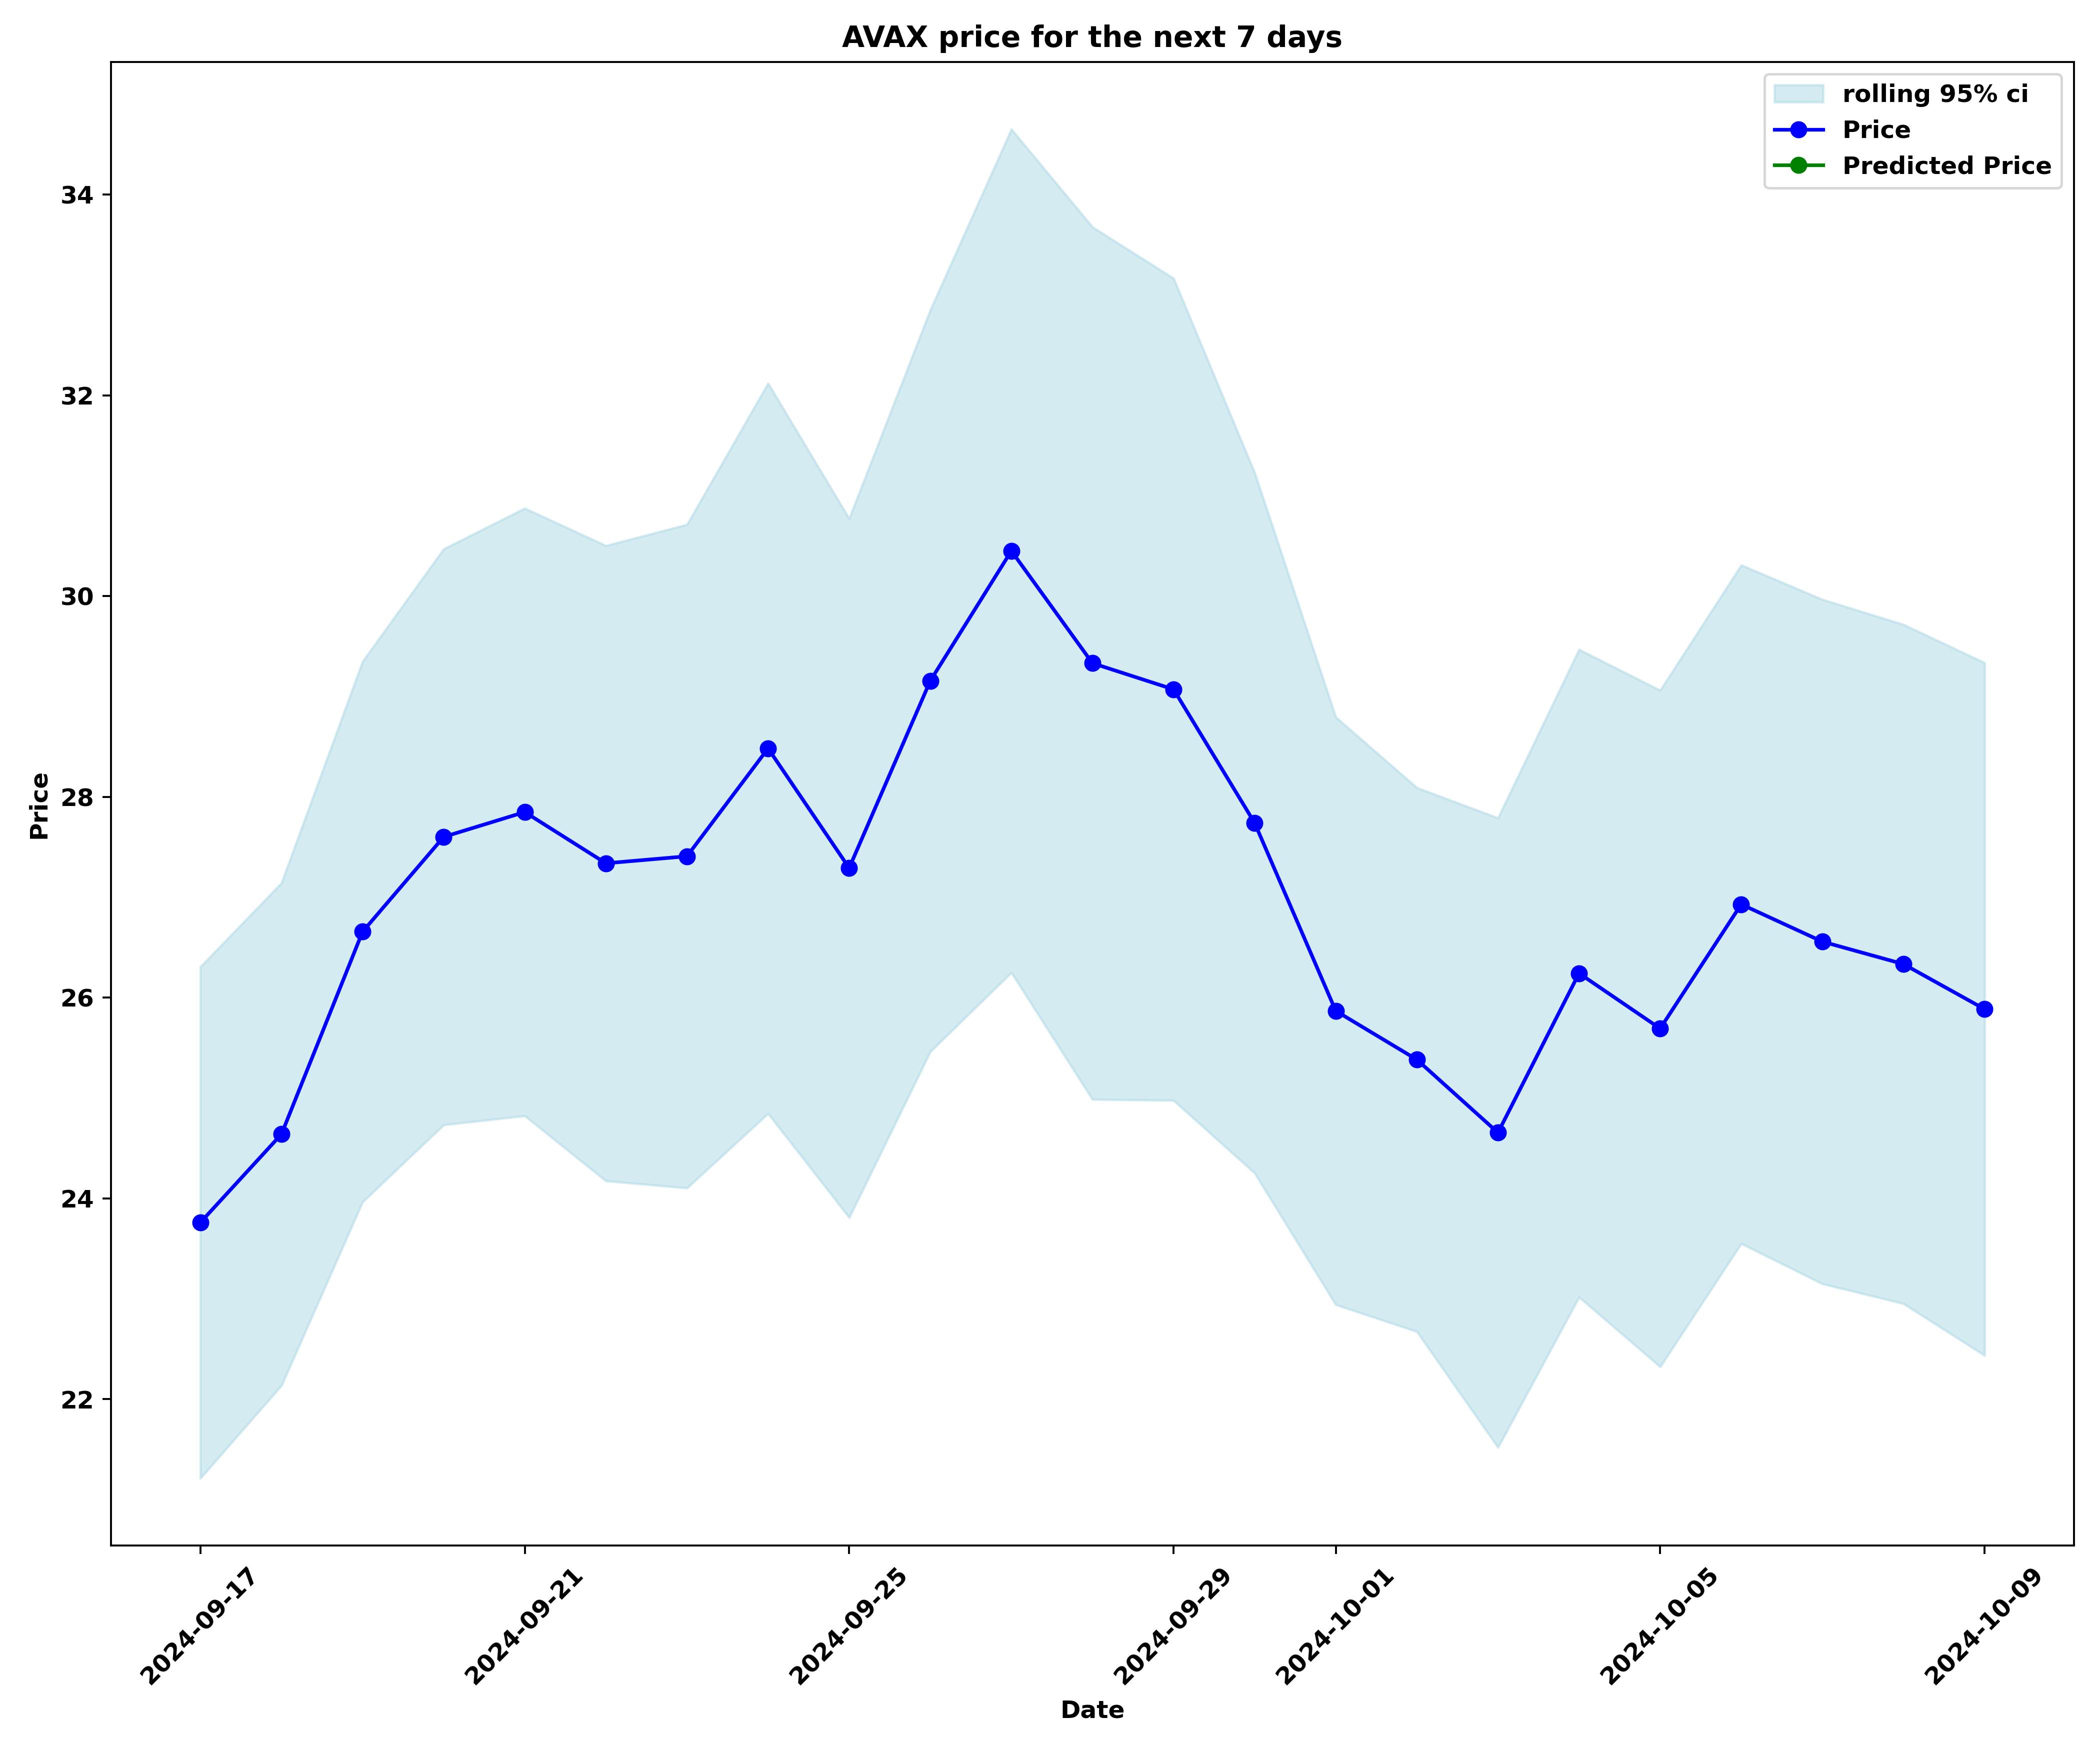 AVAX price for the next 7 days
rolling 95% ci
Price
Predicted Price
34
32
30
28
26
24
22
Price
2024-09-17
2024-09-21
2024-09-25
2024-09-29
2024-10-01
2024-10-05
2024-10-09
Date